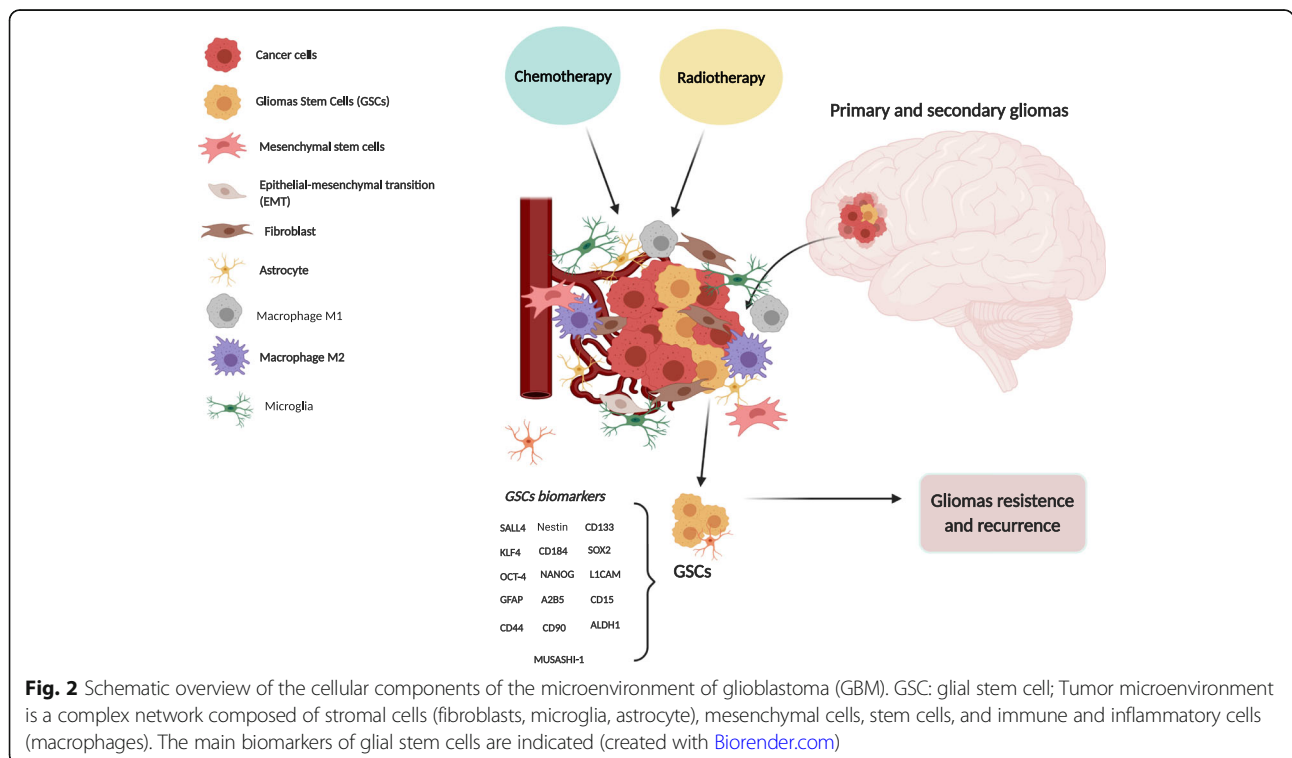 Cancer cells
Gliomas Stem Cells (GSCs)
Mesenchymal stem cells
Epithelial-mesenchymal transition
(EMT)
Fibroblast
Astrocyte
Macrophage M1
Macrophage M2
Microglia
Chemotherapy
Radiotherapy
Primary and secondary gliomas
GSCs biomarkers
SALL4 Nestin CD133
KLF4 CD184 SOX2
OCT-4 NANOG L1CAM
GFAP A2B5 CD15
CD44 CD90 ALDH1
MUSASHI-1
GSCs
Gliomas resistence
and recurrence
Fig. 2 Schematic overview of the cellular components of the microenvironment of glioblastoma (GBM). GSC: glial stem cell; Tumor microenvironment
is a complex network composed of stromal cells (fibroblasts, microglia, astrocyte), mesenchymal cells, stem cells, and immune and inflammatory cells
(macrophages). The main biomarkers of glial stem cells are indicated (created with Biorender.com)